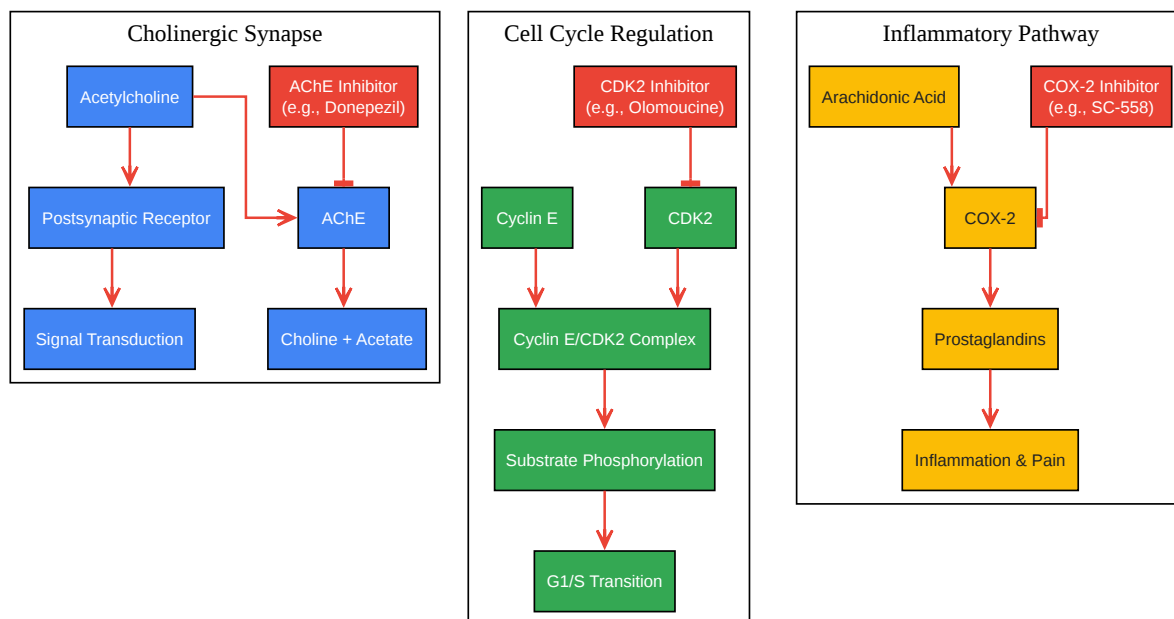 Cholinergic Synapse
Acetylcholine
AChE Inhibitor
(e.g., Donepezil)
Postsynaptic Receptor
AChE
Signal Transduction
Choline + Acetate
Cell Cycle Regulation
CDK2 Inhibitor
(e.g., Olomoucine)
Cyclin E
CDK2
Cyclin E/CDK2 Complex
Substrate Phosphorylation
G1/S Transition
Inflammatory Pathway
Arachidonic Acid
COX-2 Inhibitor
(e.g., SC-558)
COX-2
Prostaglandins
Inflammation & Pain